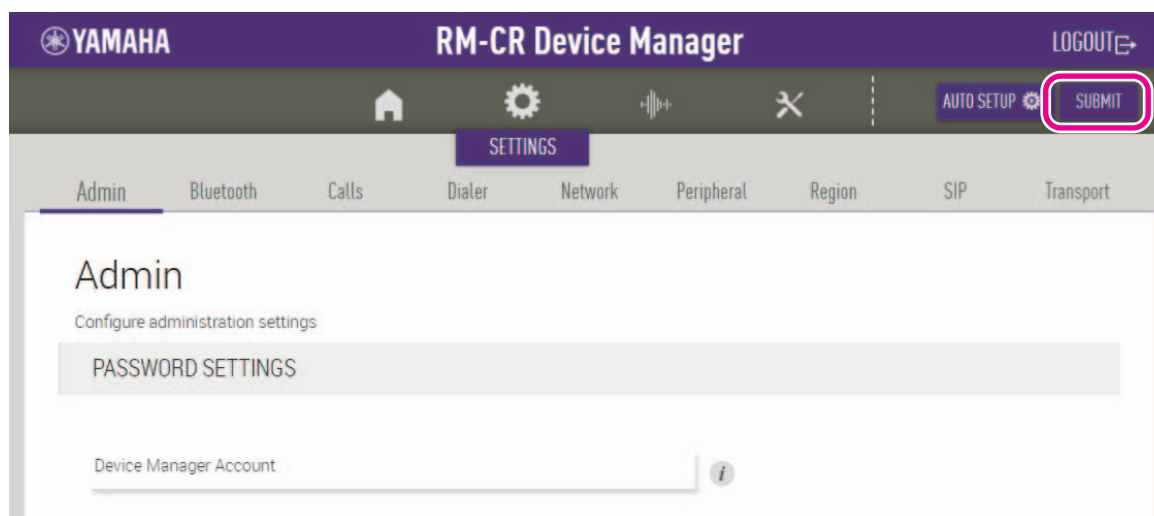 YAMAHA RM-CR Device Manager LOGOUT
AUTO SETUP SUBMIT
SETTINGS
Admin Bluetooth Calls Dialer Network Peripheral Region SIP Transport
Admin
Configure administration settings
PASSWORD SETTINGS
Device Manager Account i